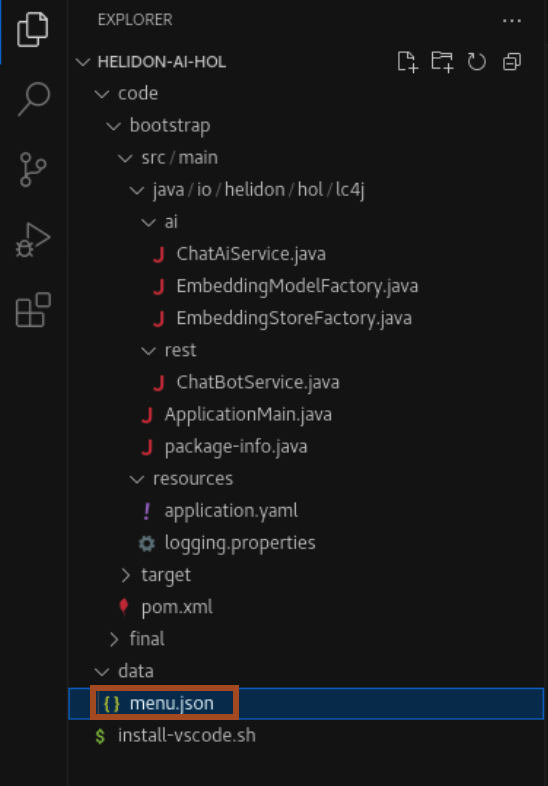 EXPLORER
HELIDON-AI-HOL
code
bootstrap
src / main
java / io / helidon / hol / lc4j
ai
ChatAiService.java
EmbeddingModelFactory.java
EmbeddingStoreFactory.java
rest
ChatBotService.java
ApplicationMain.java
package-info.java
resources
! application.yaml
logging.properties
target
pom.xml
final
data
{} menu.json
$ install-vscode.sh